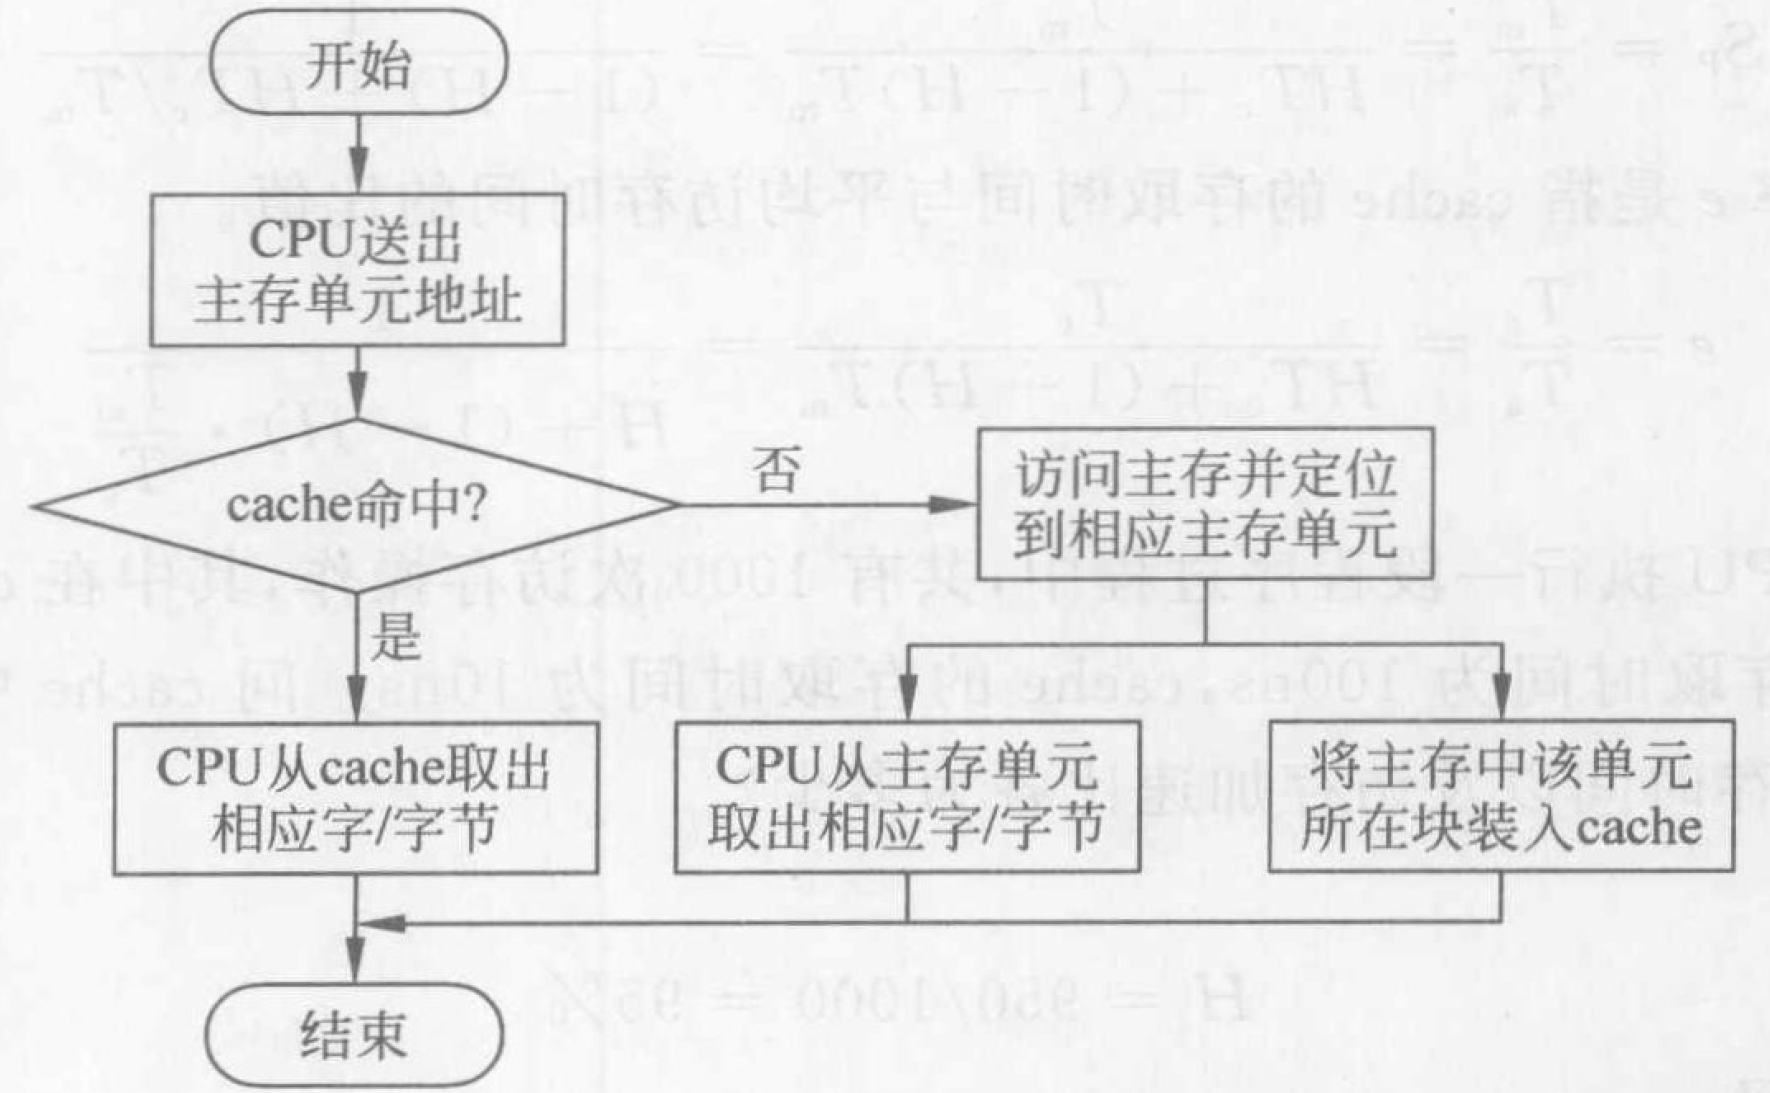 开始
CPU送出
主存单元地址
cache命中?
否
是
访问主存并定位
到相应主存单元
CPU从cache取出
相应字/字节
CPU从主存单元
取出相应字/字节
将主存中该单元
所在块装入cache
结束